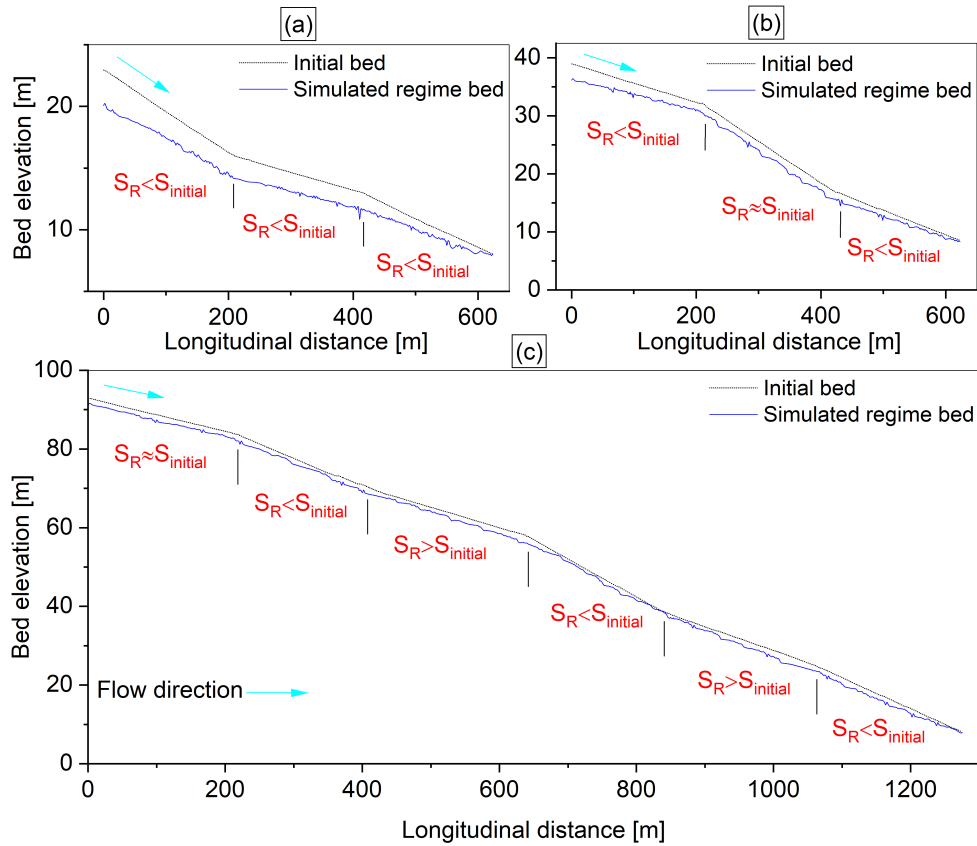 (a)
Initial bed
Simulated regime bed
Bed elevation [m]
20
10
S_R<S_initial
S_R<S_initial
S_R<S_initial
0 200 400 600
Longitudinal distance [m]
(b)
Initial bed
Simulated regime bed
40
30
20
10
0
S_R<S_initial
S_R≈S_initial
S_R<S_initial
0 200 400 600
Longitudinal distance [m]
(c)
Initial bed
Simulated regime bed
Bed elevation [m]
100
80
60
40
20
0
S_R≈S_initial
S_R<S_initial
S_R>S_initial
S_R<S_initial
S_R>S_initial
S_R<S_initial
Flow direction
0 200 400 600 800 1000 1200
Longitudinal distance [m]